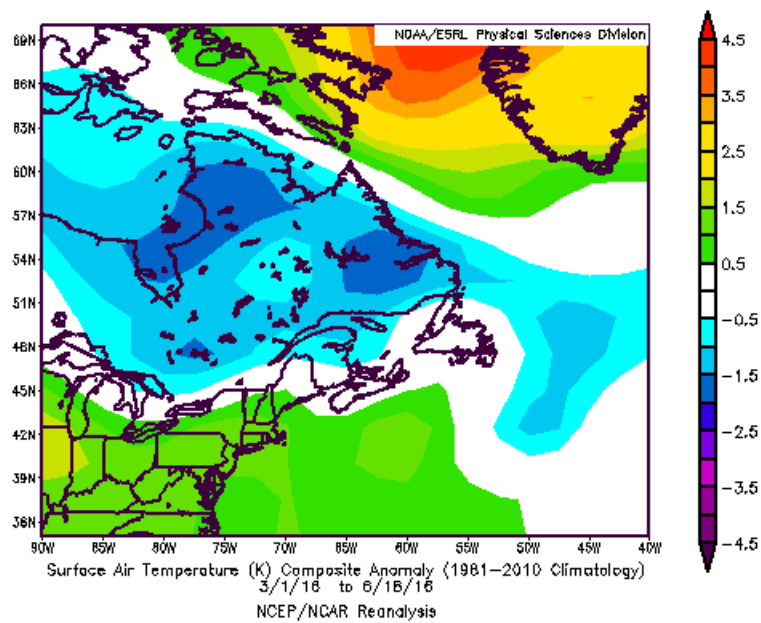 NOAA/ESRL Physical Sciences Division
69N
66N
63N
60N
57N
54N
51N
48N
45N
42N
39N
36N
90W 85W 80W 75W 70W 65W 60W 55W 50W 45W 40W
4.5
3.5
2.5
1.5
0.5
-0.5
-1.5
-2.5
-3.5
-4.5
Surface Air Temperature (K) Composite Anomaly (1981-2010 Climatology)
3/1/16 to 6/18/16
NCEP/NCAR Reanalysis